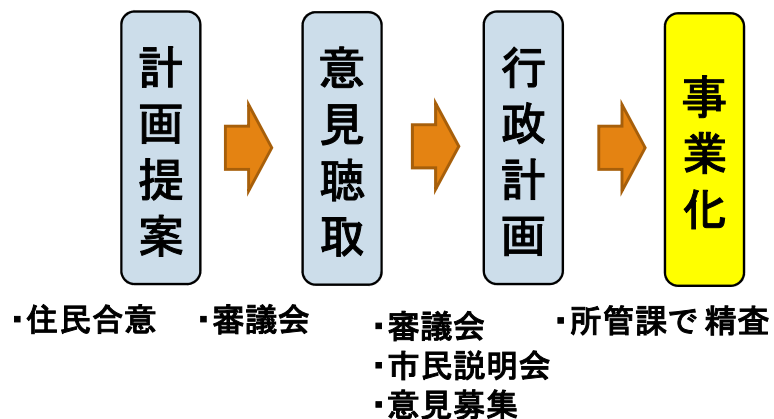 計画提案
意見聴取
行政計画
事業化
・住民合意
・審議会
・審議会
・市民説明会
・意見募集
・所管課で 精査